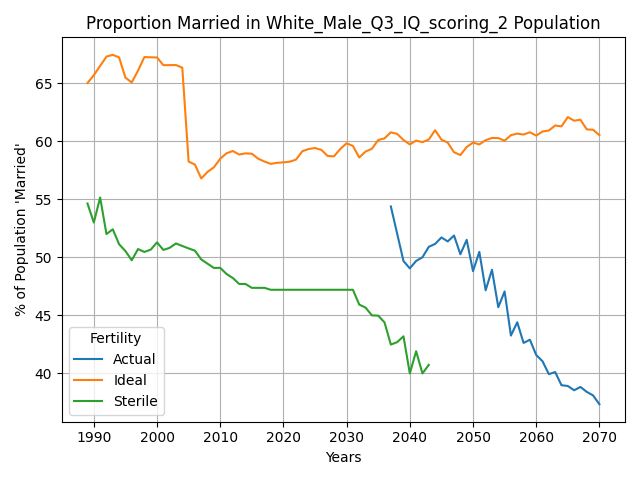 Proportion Married in White_Male_Q3_IQ_scoring_2 Population
% of Population 'Married'
65
60
55
50
45
40
Fertility
Actual
Ideal
Sterile
1990 2000 2010 2020 2030 2040 2050 2060 2070
Years